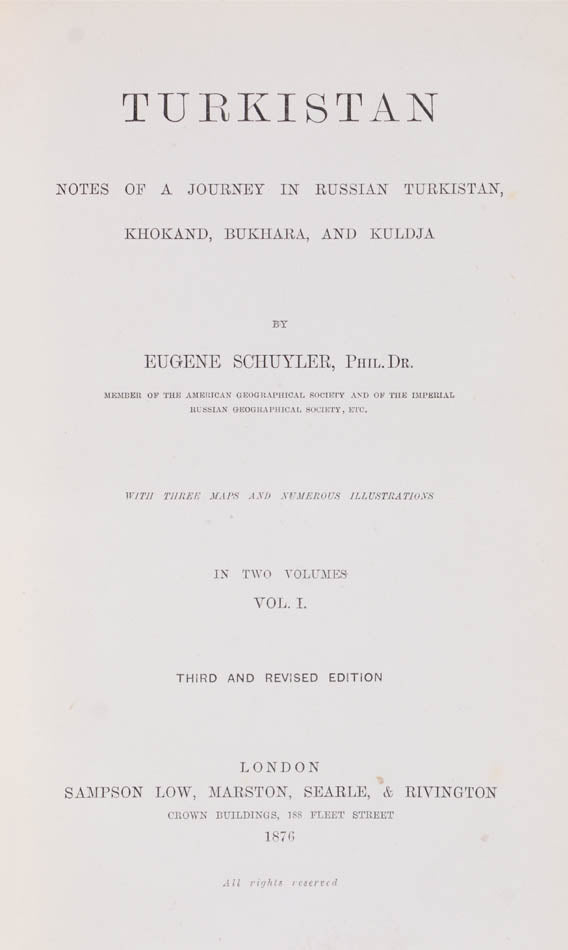 TURKISTAN
NOTES OF A JOURNEY IN RUSSIAN TURKISTAN,
KHOKAND, BUKHARA, AND KULDJA
BY
EUGENE SCHUYLER, PHIL. DR.
MEMBER OF THE AMERICAN GEOGRAPHICAL SOCIETY AND OF THE IMPERIAL
RUSSIAN GEOGRAPHICAL SOCIETY, ETC.
WITH THREE MAPS AND NUMEROUS ILLUSTRATIONS
IN TWO VOLUMES
VOL. I.
THIRD AND REVISED EDITION
LONDON
SAMPSON LOW, MARSTON, SEARLE, & RIVINGTON
CROWN BUILDINGS, 188 FLEET STREET
1876
All rights reserved